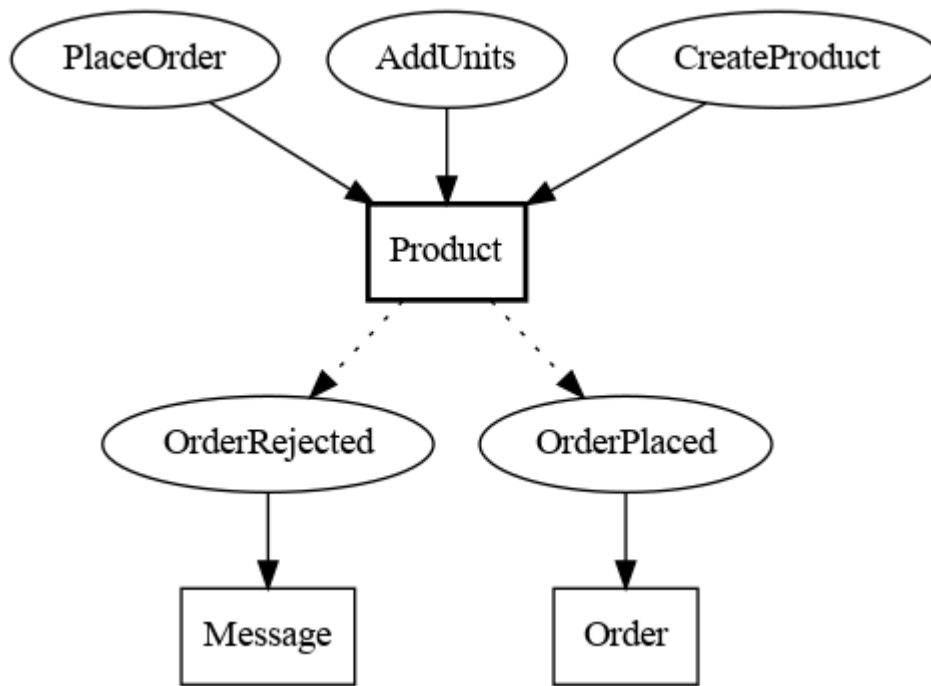 PlaceOrder
AddUnits
CreateProduct
Product
OrderRejected
OrderPlaced
Message
Order